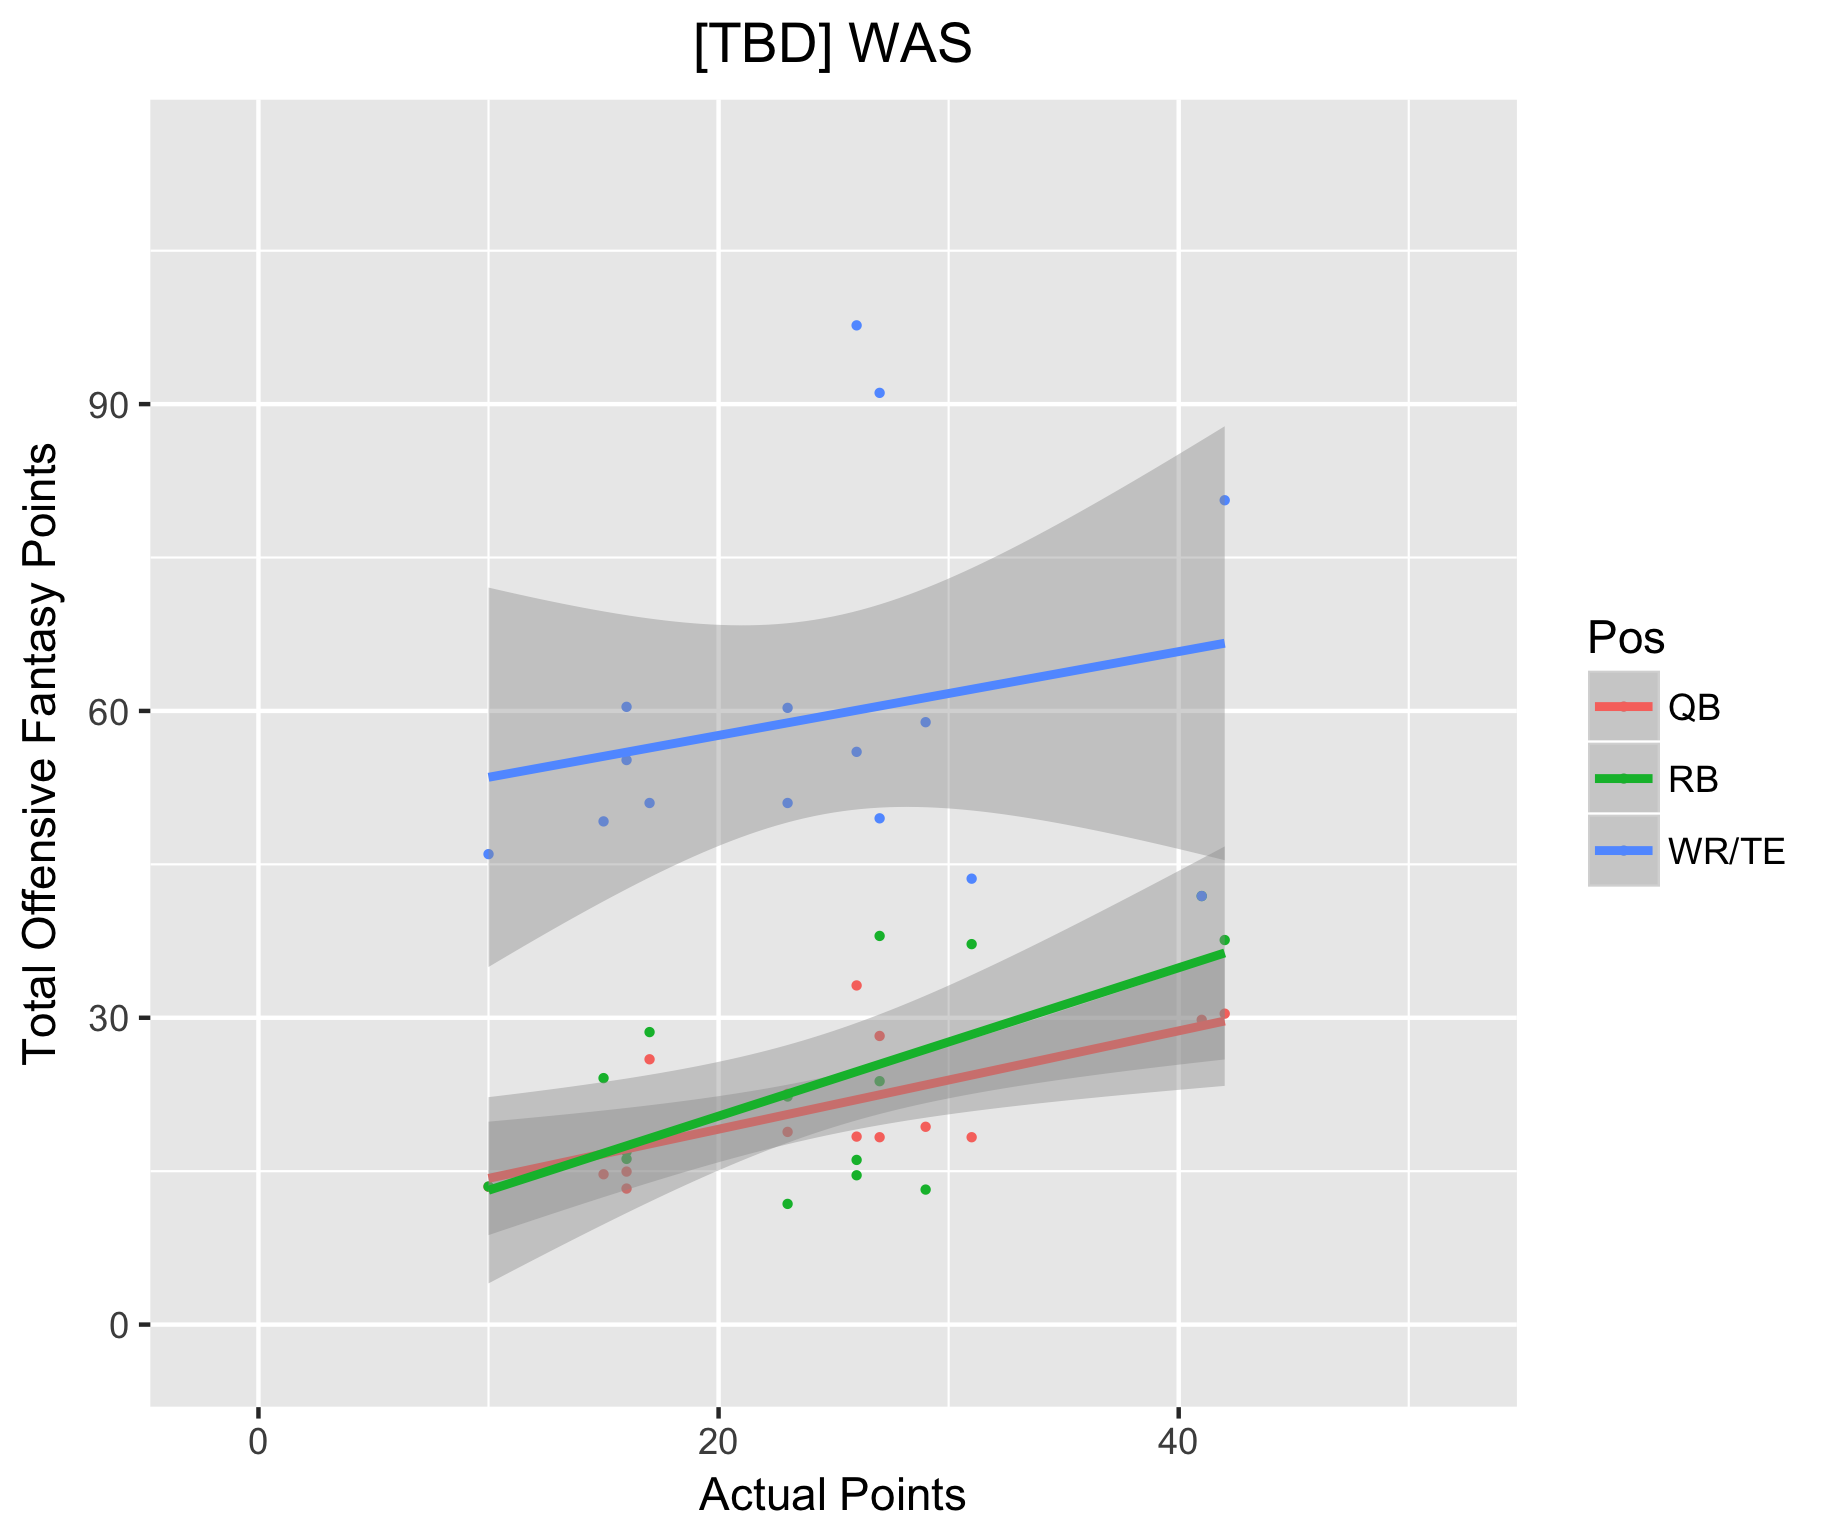 [TBD] WAS
Total Offensive Fantasy Points
90
60
30
0
0 20 40
Actual Points
Pos
QB
RB
WR/TE